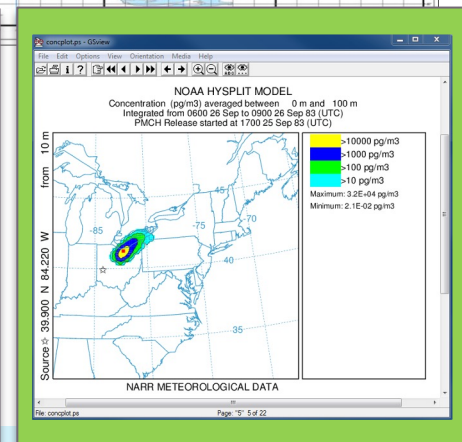 concplot.ps - GSview
File Edit Options View Orientation Media Help
NOAA HYSPLIT MODEL
Concentration (pg/m3) averaged between 0 m and 100 m
Integrated from 0600 26 Sep to 0900 26 Sep 83 (UTC)
PMCH Release started at 1700 25 Sep 83 (UTC)
Source ☆ 39.900 N 84.220 W from 10 m
-85
-75
-70
45
40
35
>10000 pg/m3
>1000 pg/m3
>100 pg/m3
>10 pg/m3
Maximum: 3.2E+04 pg/m3
Minimum: 2.1E-02 pg/m3
NARR METEOROLOGICAL DATA
File: concplot.ps Page: "5" 5 of 22